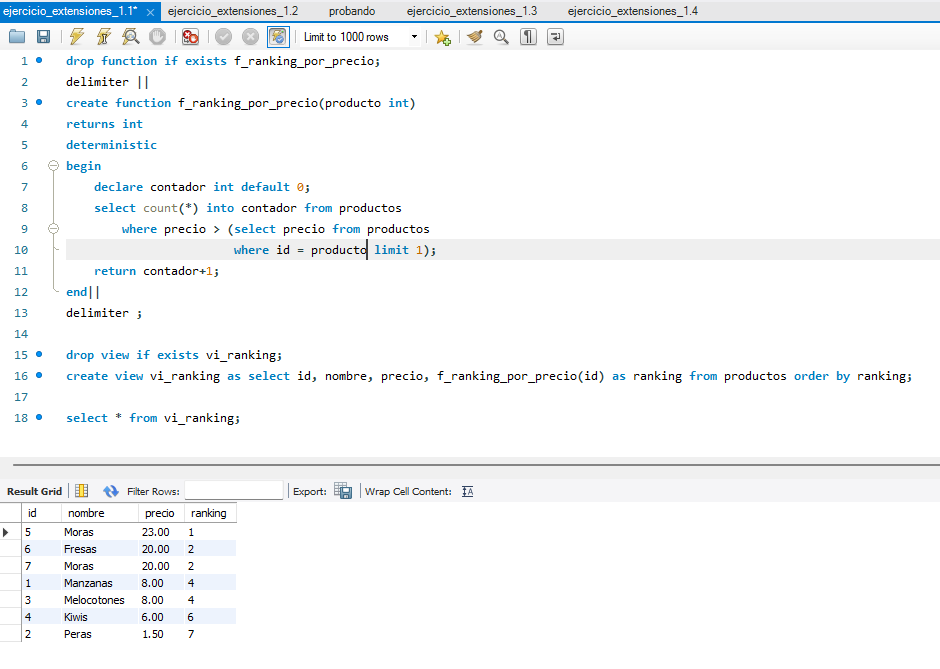 ejercicio_extensiones_1.1* × ejercicio_extensiones_1.2 probando ejercicio_extensiones_1.3 ejercicio_extensiones_1.4
Limit to 1000 rows
1 drop function if exists f_ranking_por_precio;
2 delimiter ||
3 create function f_ranking_por_precio(producto int)
4 returns int
5 deterministic
6 begin
7 declare contador int default 0;
8 select count(*) into contador from productos
9 where precio > (select precio from productos
10 where id = producto limit 1);
11 return contador+1;
12 end||
13 delimiter ;
14
15 drop view if exists vi_ranking;
16 create view vi_ranking as select id, nombre, precio, f_ranking_por_precio(id) as ranking from productos order by ranking;
17
18 select * from vi_ranking;
Result Grid Filter Rows: Export: Wrap Cell Content:
id nombre precio ranking
5 Moras 23.00 1
6 Fresas 20.00 2
7 Moras 20.00 2
1 Manzanas 8.00 4
3 Melocotones 8.00 4
4 Kiwis 6.00 6
2 Peras 1.50 7